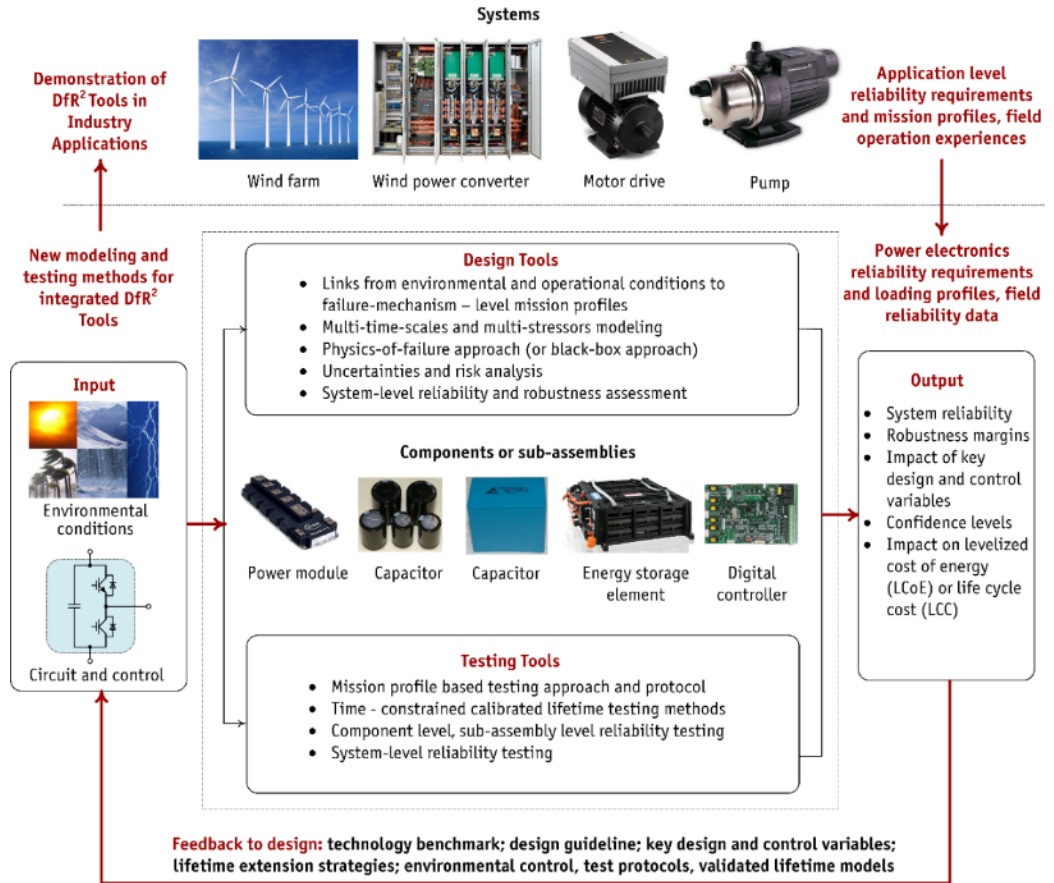 Systems
Demonstration of
DfR² Tools in
Industry
Applications
Wind farm
Wind power converter
Motor drive
Pump
Application level
reliability requirements
and mission profiles, field
operation experiences
New modeling and
testing methods for
integrated DfR²
Tools
Power electronics
reliability requirements
and loading profiles, field
reliability data
Input
Environmental
conditions
Circuit and control
Design Tools
• Links from environmental and operational conditions to
failure-mechanism – level mission profiles
• Multi-time-scales and multi-stressors modeling
• Physics-of-failure approach (or black-box approach)
• Uncertainties and risk analysis
• System-level reliability and robustness assessment
Components or sub-assemblies
Power module
Capacitor
Capacitor
Energy storage
element
Digital
controller
Testing Tools
• Mission profile based testing approach and protocol
• Time - constrained calibrated lifetime testing methods
• Component level, sub-assembly level reliability testing
• System-level reliability testing
Output
• System reliability
• Robustness margins
• Impact of key
design and control
variables
• Confidence levels
• Impact on levelized
cost of energy
(LCoE) or life cycle
cost (LCC)
Feedback to design: technology benchmark; design guideline; key design and control variables;
lifetime extension strategies; environmental control, test protocols, validated lifetime models